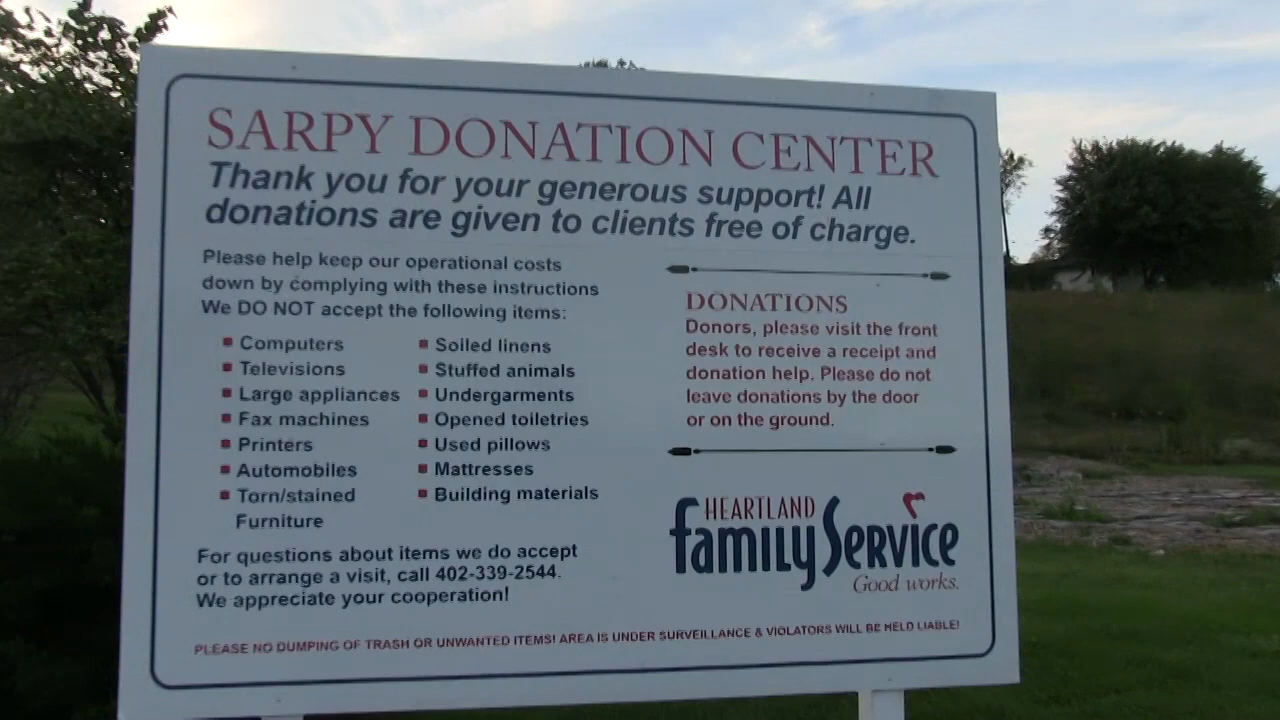 SARPY DONATION CENTER
Thank you for your generous support! All
donations are given to clients free of charge.
Please help keep our operational costs
down by complying with these instructions
We DO NOT accept the following items:
Computers
Televisions
Large appliances
Fax machines
Printers
Automobiles
Torn/stained
Furniture
Soiled linens
Stuffed animals
Undergarments
Opened toiletries
Used pillows
Mattresses
Building materials
For questions about items we do accept
or to arrange a visit, call 402-339-2544.
We appreciate your cooperation!
DONATIONS
Donors, please visit the front
desk to receive a receipt and
donation help. Please do not
leave donations by the door
or on the ground.
HEARTLAND
family Service
Good works.
PLEASE NO DUMPING OF TRASH OR UNWANTED ITEMS! AREA IS UNDER SURVEILLANCE & VIOLATORS WILL BE HELD LIABLE!